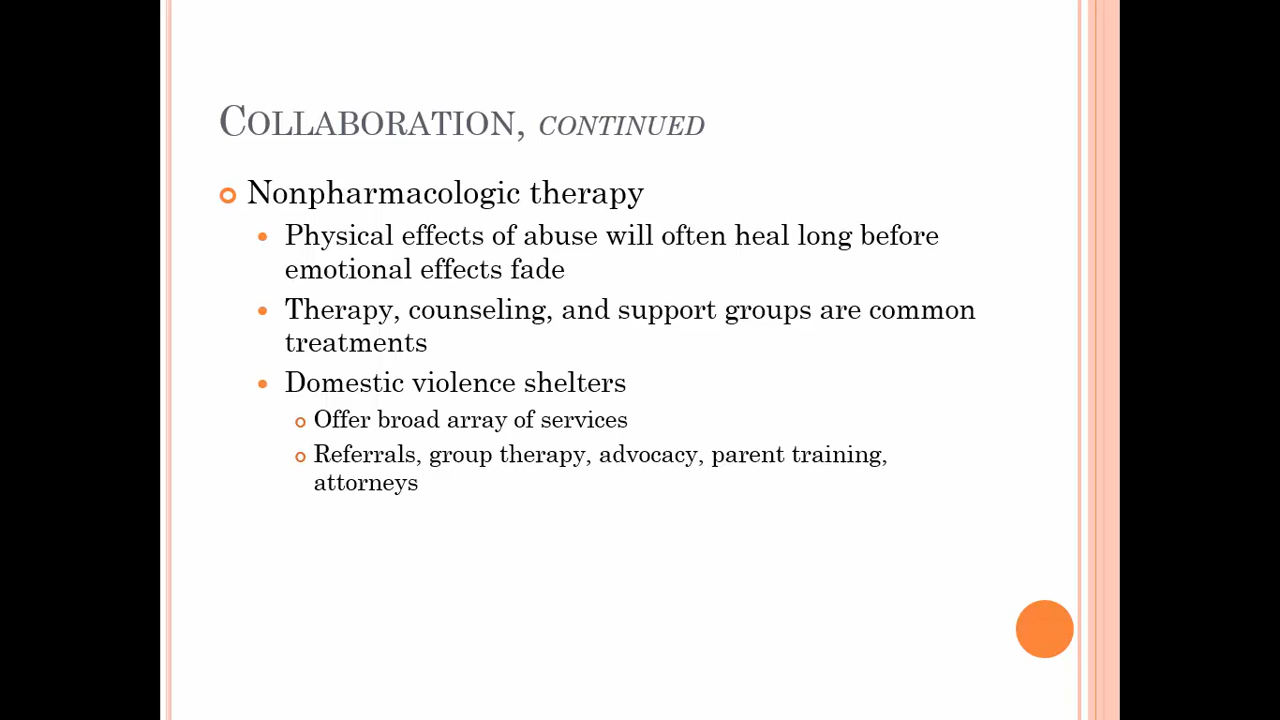 COLLABORATION, CONTINUED
Nonpharmacologic therapy
Physical effects of abuse will often heal long before
emotional effects fade
Therapy, counseling, and support groups are common
treatments
Domestic violence shelters
Offer broad array of services
Referrals, group therapy, advocacy, parent training,
attorneys